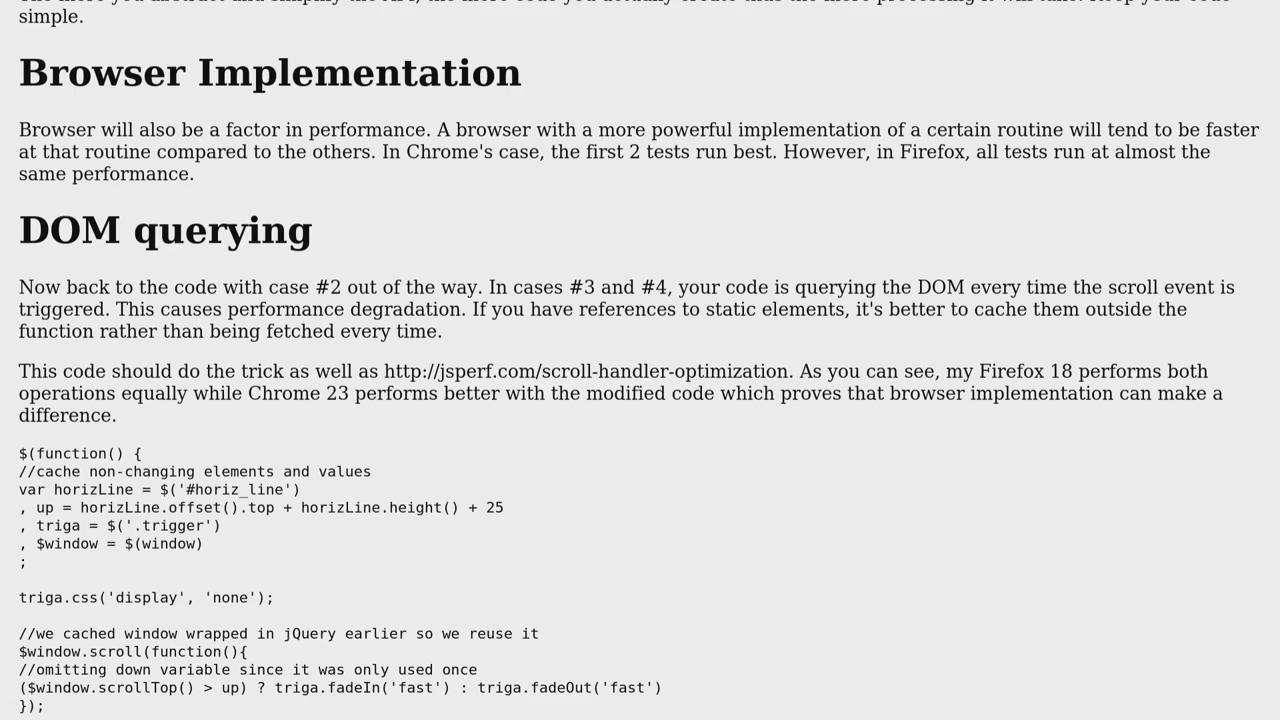 simple.
Browser Implementation
Browser will also be a factor in performance. A browser with a more powerful implementation of a certain routine will tend to be faster
at that routine compared to the others. In Chrome's case, the first 2 tests run best. However, in Firefox, all tests run at almost the
same performance.
DOM querying
Now back to the code with case #2 out of the way. In cases #3 and #4, your code is querying the DOM every time the scroll event is
triggered. This causes performance degradation. If you have references to static elements, it's better to cache them outside the
function rather than being fetched every time.
This code should do the trick as well as http://jsperf.com/scroll-handler-optimization. As you can see, my Firefox 18 performs both
operations equally while Chrome 23 performs better with the modified code which proves that browser implementation can make a
difference.
$(function() {
//cache non-changing elements and values
var horizLine = $('#horiz_line')
, up = horizLine.offset().top + horizLine.height() + 25
, triga = $('.trigger')
, $window = $(window)
;
triga.css('display', 'none');
//we cached window wrapped in jQuery earlier so we reuse it
$window.scroll(function(){
//omitting down variable since it was only used once
($window.scrollTop() > up) ? triga.fadeIn('fast') : triga.fadeOut('fast')
});